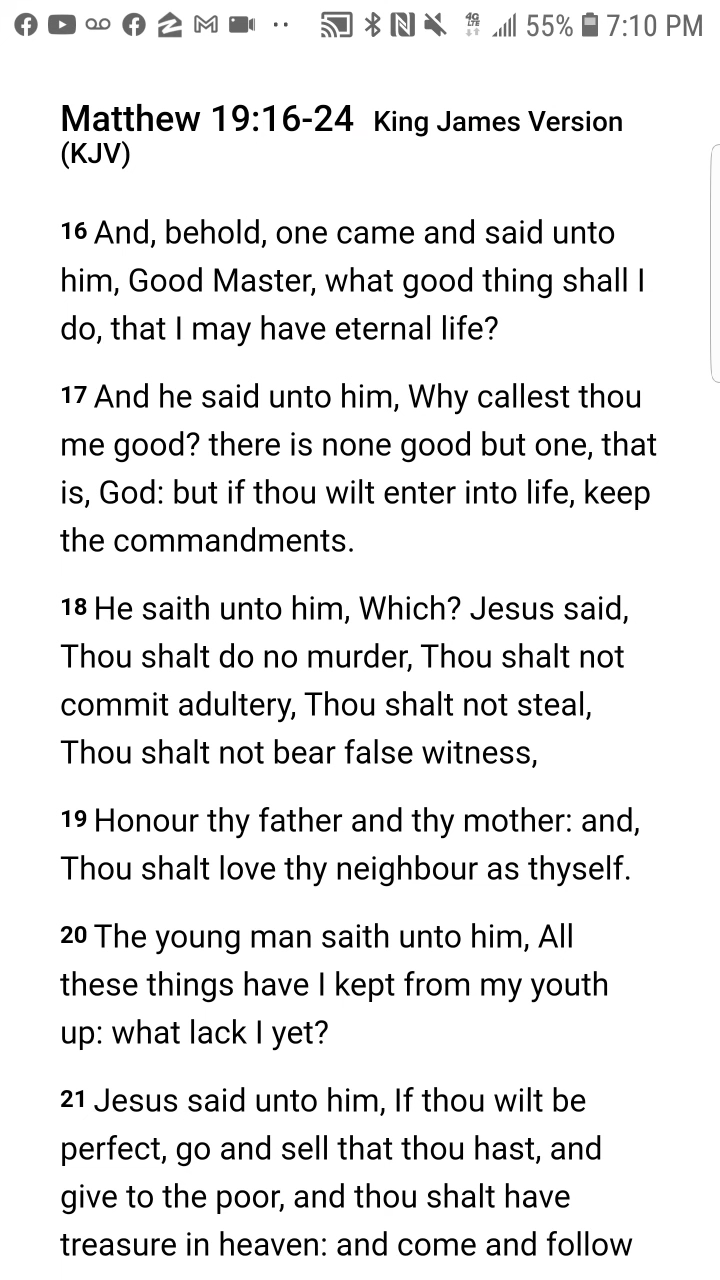 55% 7:10 PM
Matthew 19:16-24 King James Version
(KJV)
16 And, behold, one came and said unto
him, Good Master, what good thing shall I
do, that I may have eternal life?
17 And he said unto him, Why callest thou
me good? there is none good but one, that
is, God: but if thou wilt enter into life, keep
the commandments.
18 He saith unto him, Which? Jesus said,
Thou shalt do no murder, Thou shalt not
commit adultery, Thou shalt not steal,
Thou shalt not bear false witness,
19 Honour thy father and thy mother: and,
Thou shalt love thy neighbour as thyself.
20 The young man saith unto him, All
these things have I kept from my youth
up: what lack I yet?
21 Jesus said unto him, If thou wilt be
perfect, go and sell that thou hast, and
give to the poor, and thou shalt have
treasure in heaven: and come and follow